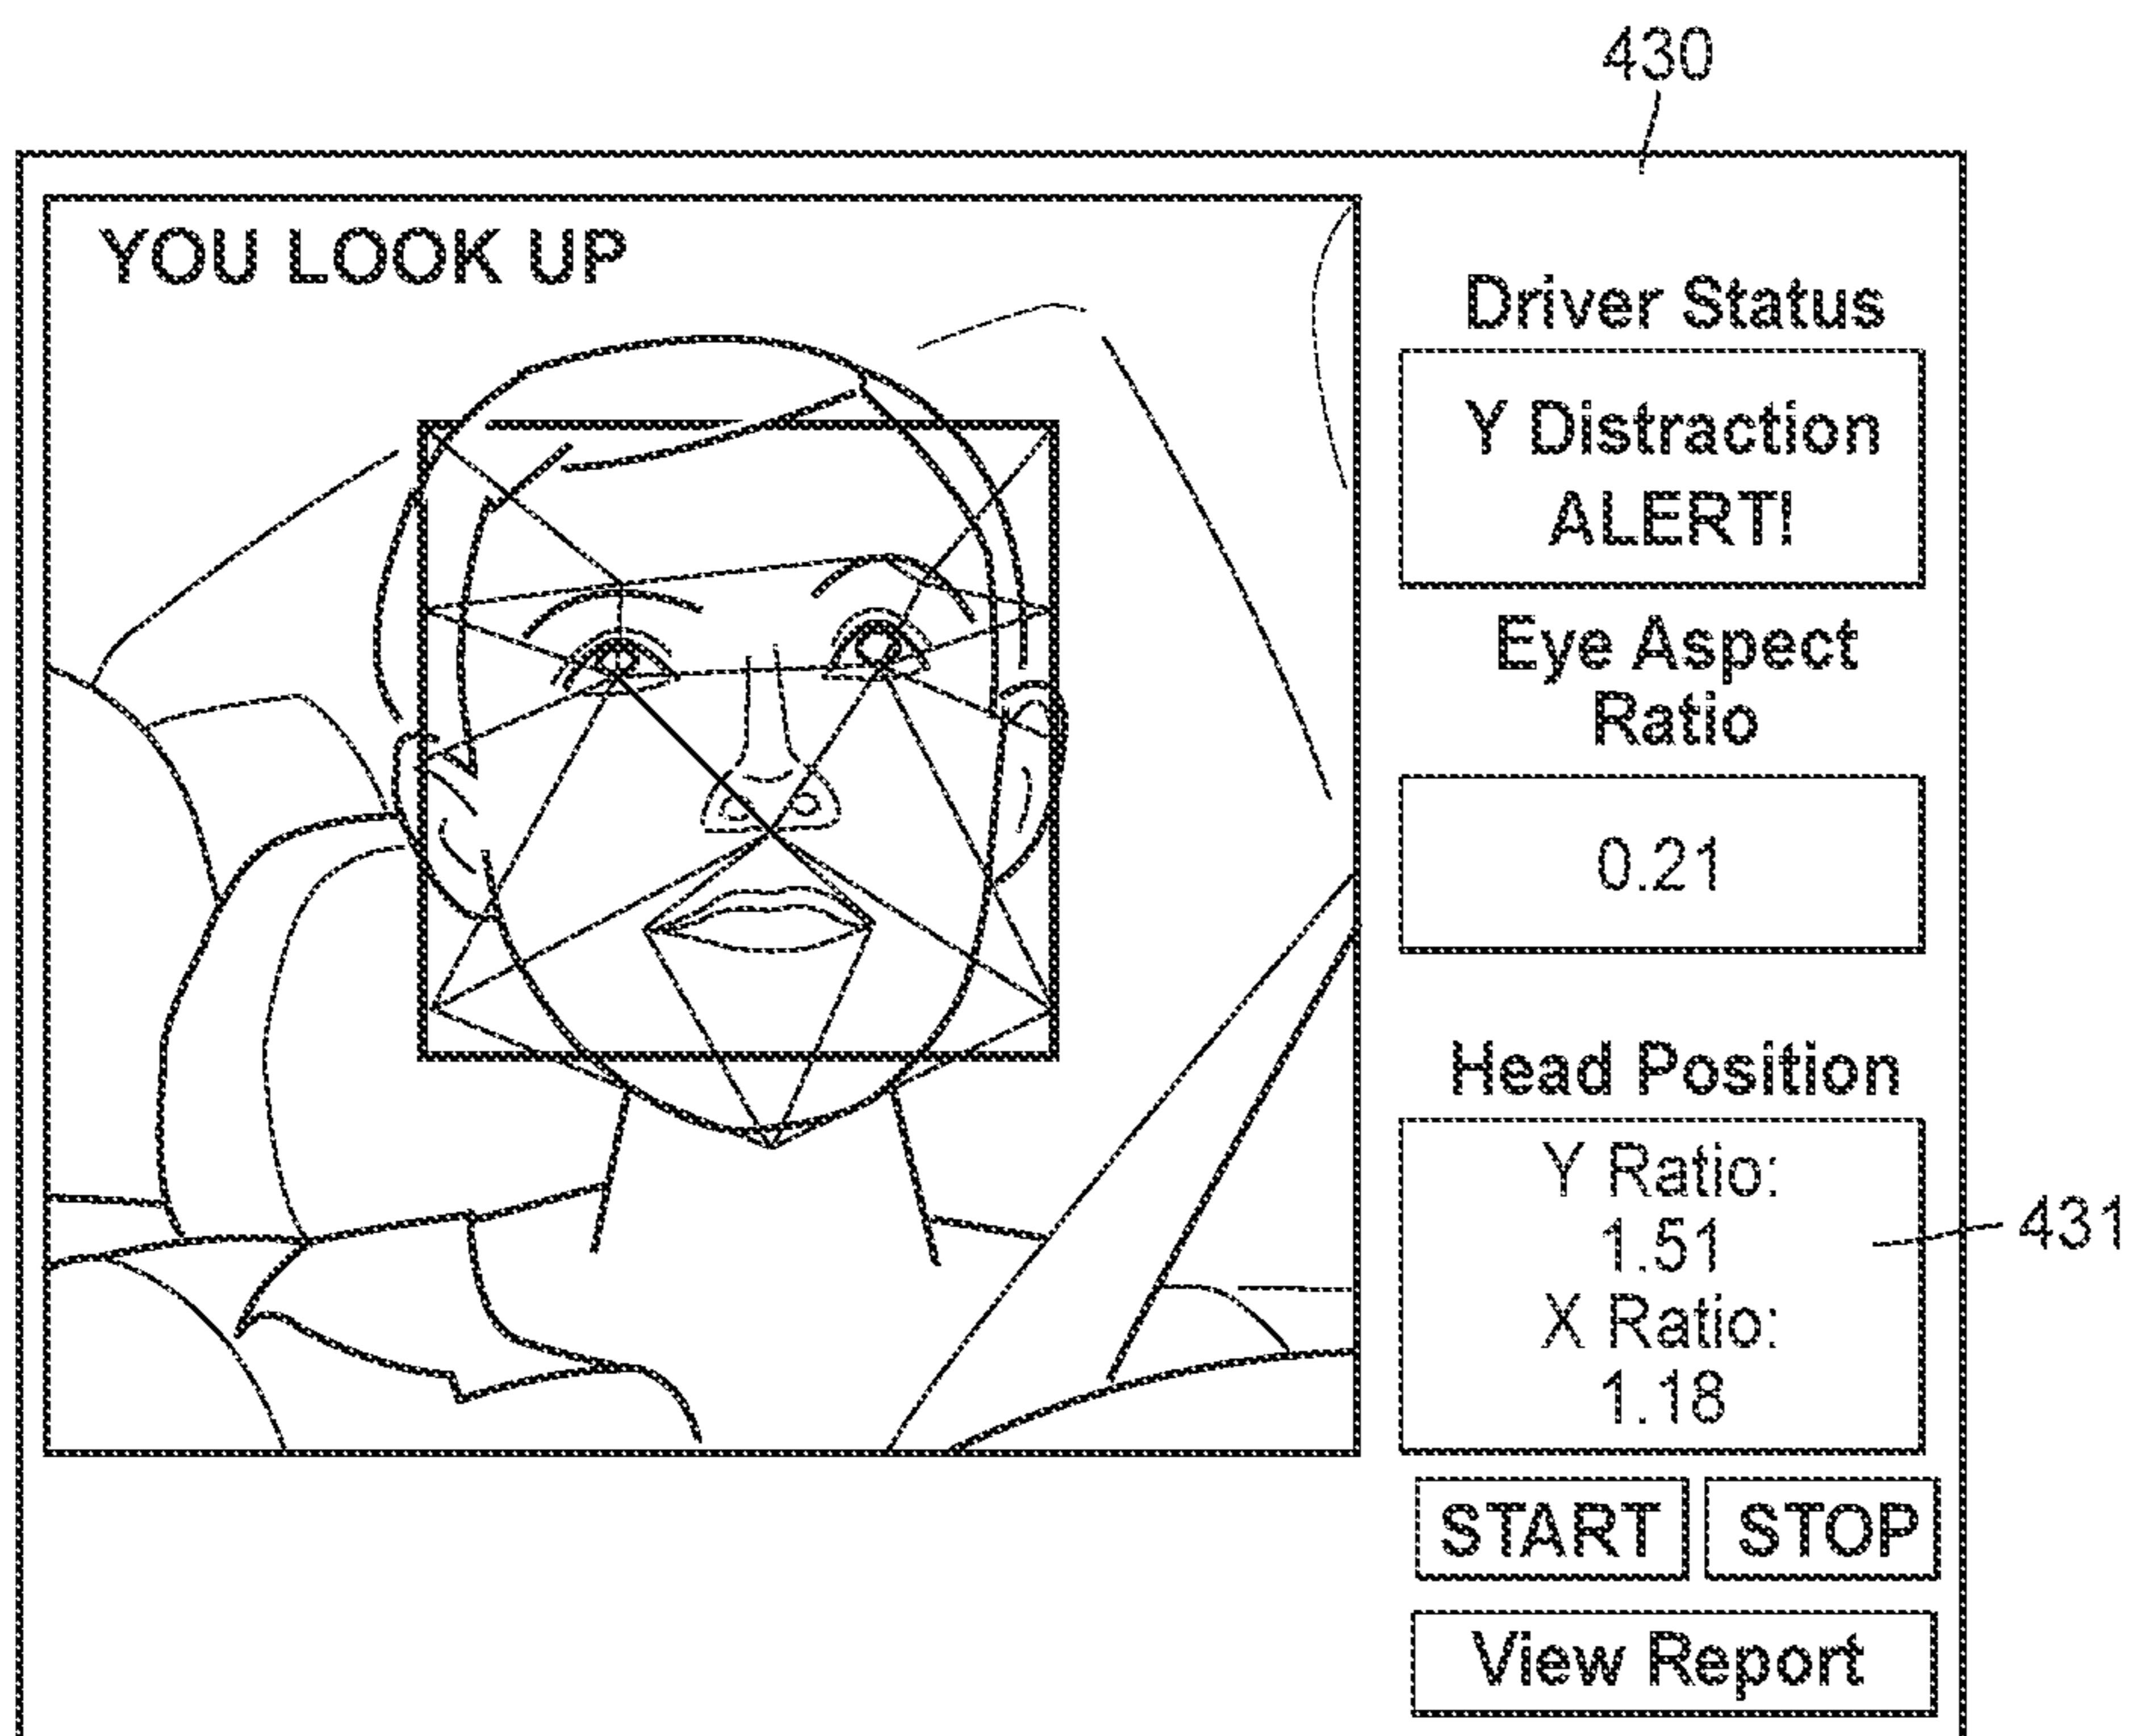 430
YOU LOOK UP
Driver Status
Y Distraction
ALERT!
Eye Aspect
Ratio
0.21
Head Position
Y Ratio:
1.51
X Ratio:
1.18
431
START STOP
View Report